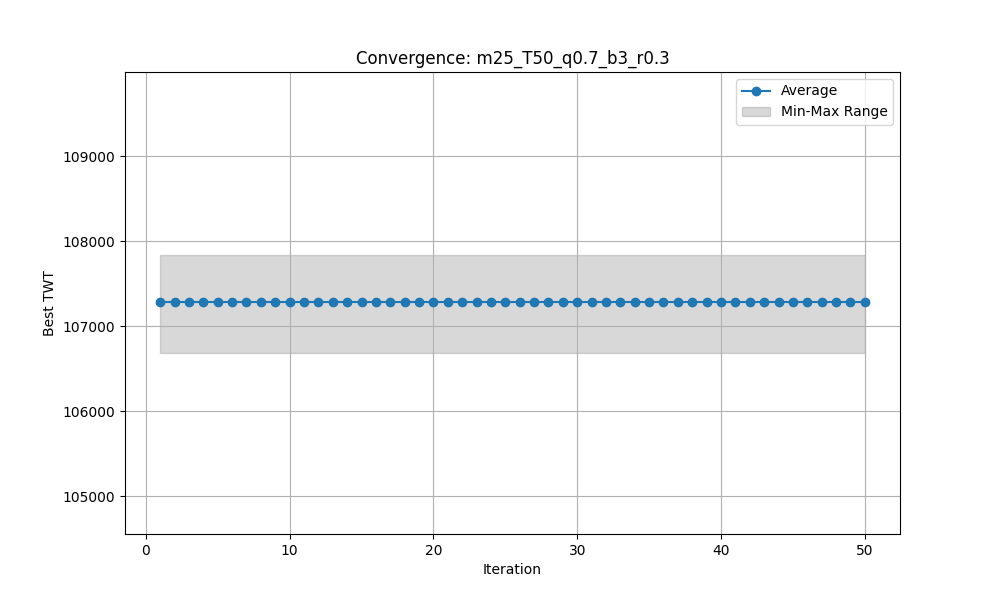 Convergence: m25_T50_q0.7_b3_r0.3
Average
Min-Max Range
109000
108000
107000
106000
105000
Best TWT
0 10 20 30 40 50
Iteration